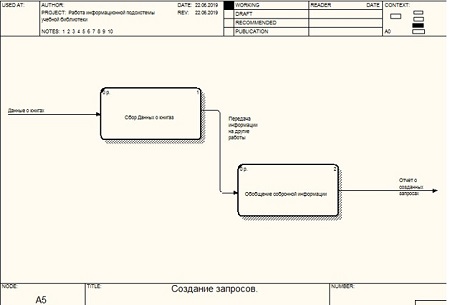 USED AT: AUTHOR: DATE: 22.06.2019 WORKING READER DATE CONTEXT:
PROJECT: Работа информационной подсистемы учебной библиотеки REV: 22.06.2019 DRAFT
RECOMMENDED
NOTES: 1 2 3 4 5 6 7 8 9 10 PUBLICATION A0
Данные о книгах
0 р. 1
Сбор Данных о книгах
Передача
информации
на другие
работы
0 р. 2
Обобщение собронной информации
Отчет о
созданных
запросах
NODE: TITLE: NUMBER:
A5 Создание запросов.